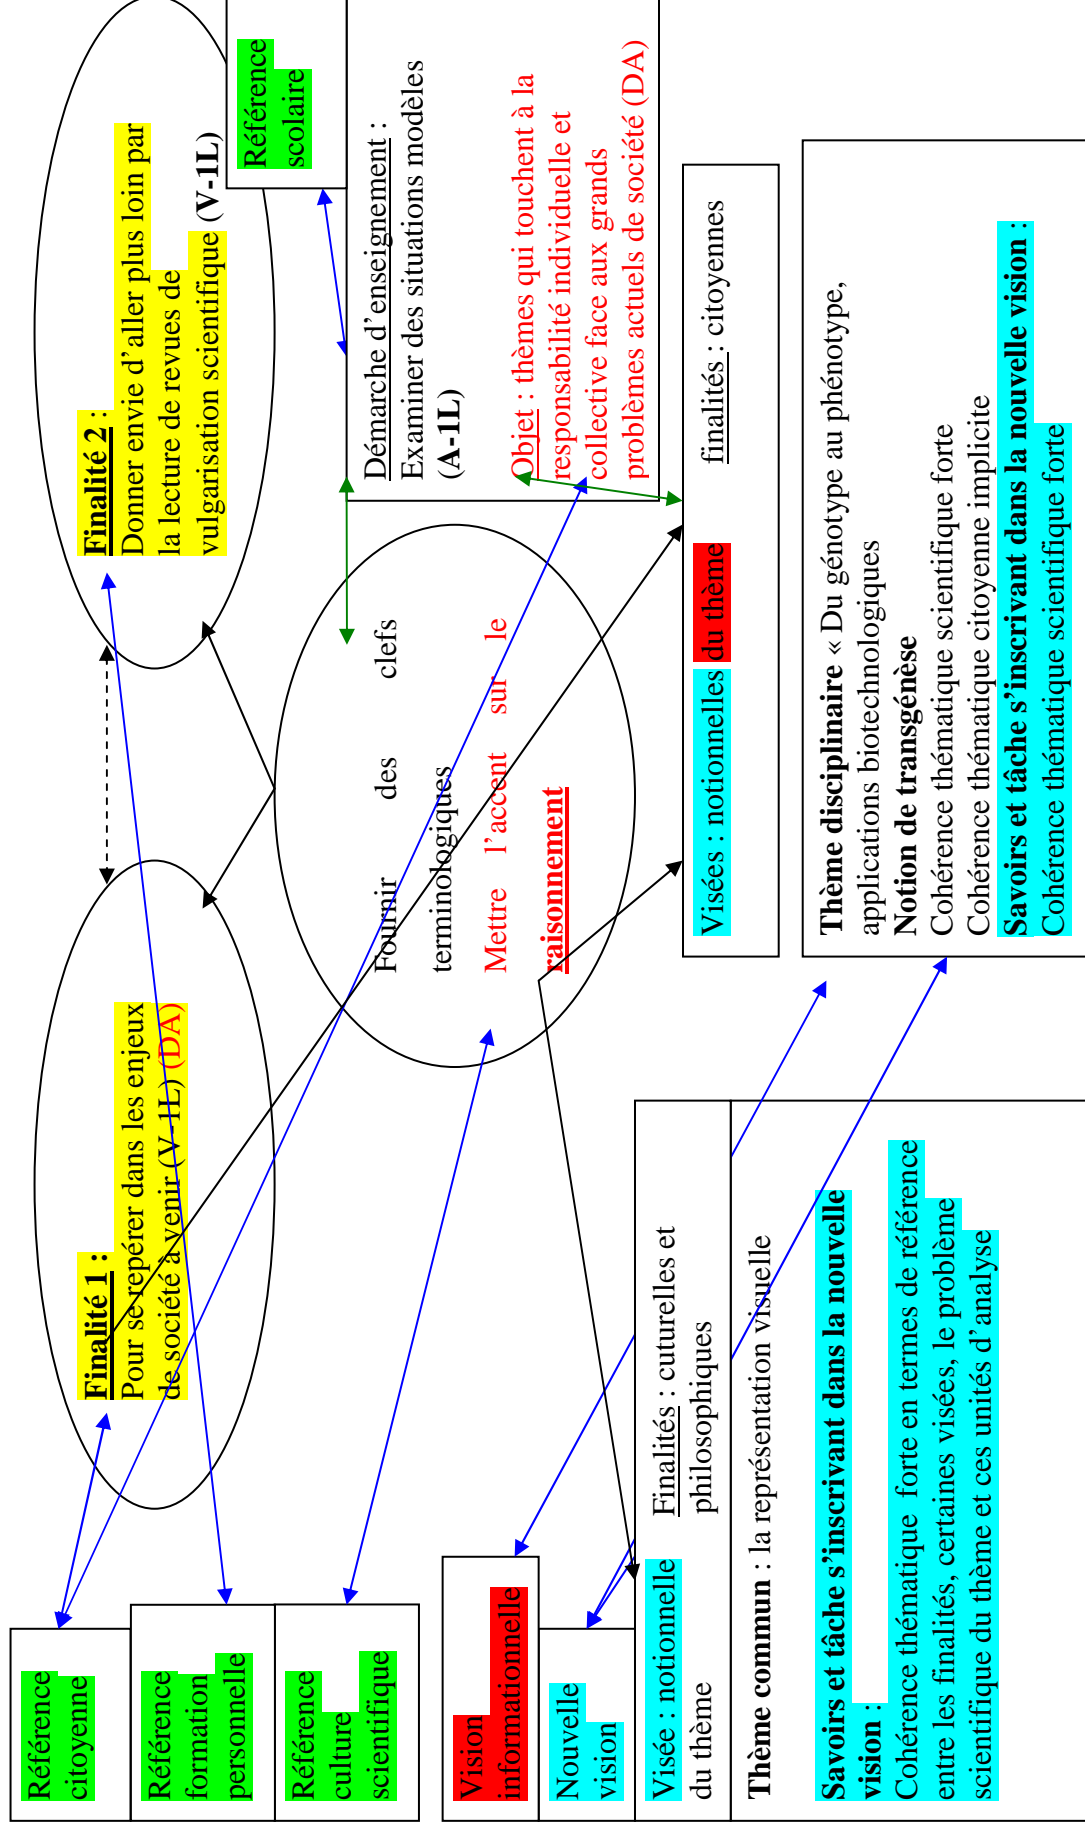 Référence
citoyenne
Référence
formation
personnelle
Référence
culture
scientifique
Finalité 1 :
Pour se repérer dans les enjeux
de société à venir (V-1L) (DA)
Finalité 2 :
Donner envie d'aller plus loin par
la lecture de revues de
vulgarisation scientifique (V-1L)
Référence
scolaire
Fournir des clefs
terminologiques
Mettre l'accent sur le
raisonnement
Démarche d'enseignement :
Examiner des situations modèles
(A-1L)
Objet : thèmes qui touchent à la
responsabilité individuelle et
collective face aux grands
problèmes actuels de société (DA)
Vision
informationnelle
Nouvelle
vision
Visée : notionnelle Finalités : cuturelles et
du thème philosophiques
Visées : notionnelles du thème finalités : citoyennes
Thème commun : la représentation visuelle
Savoirs et tâche s'inscrivant dans la nouvelle
vision :
Cohérence thématique forte en termes de référence
entre les finalités, certaines visées, le problème
scientifique du thème et ces unités d'analyse
Thème disciplinaire « Du génotype au phénotype,
applications biotechnologiques
Notion de transgénèse
Cohérence thématique scientifique forte
Cohérence thématique citoyenne implicite
Savoirs et tâche s'inscrivant dans la nouvelle vision :
Cohérence thématique scientifique forte